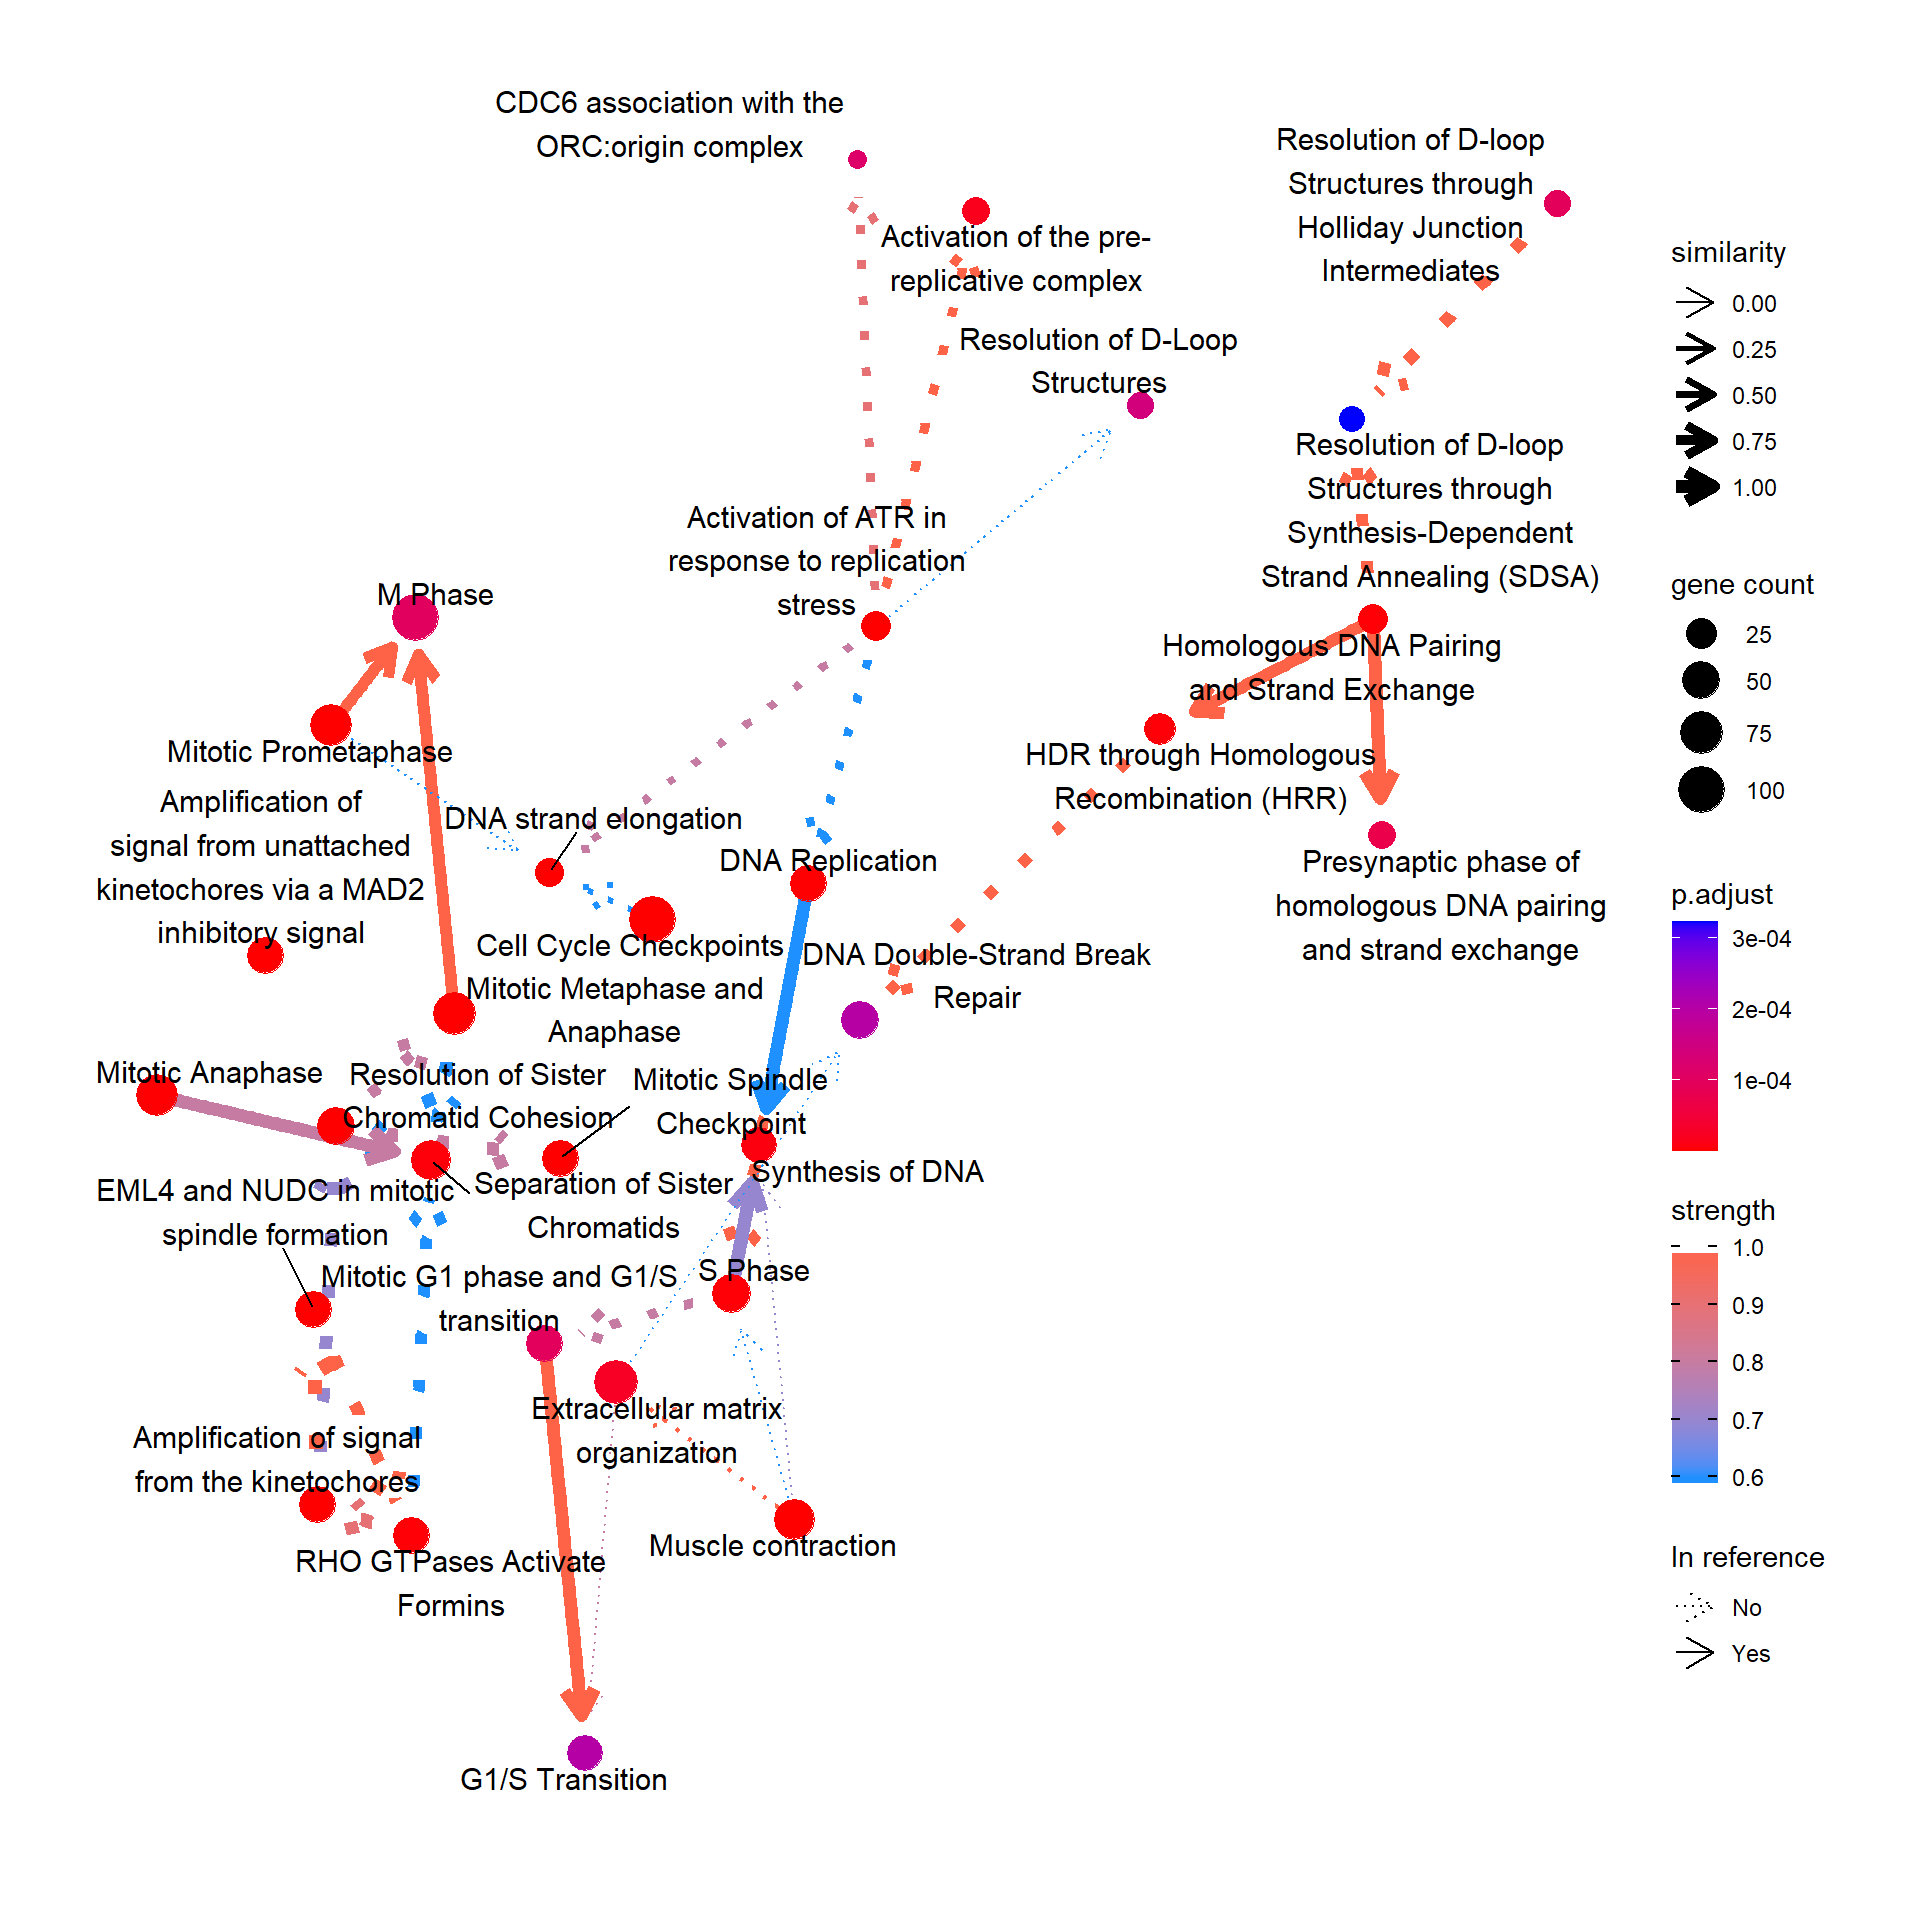 CDC6 association with the
ORC:origin complex
Activation of the pre-
replicative complex
Resolution of D-loop
Structures through
Holliday Junction
Intermediates
Resolution of D-Loop
Structures
Resolution of D-loop
Structures through
Synthesis-Dependent
Strand Annealing (SDSA)
Activation of ATR in
response to replication
stress
M Phase
Homologous DNA Pairing
and Strand Exchange
Mitotic Prometaphase
HDR through Homologous
Recombination (HRR)
Amplification of
signal from unattached
kinetochores via a MAD2
inhibitory signal
DNA strand elongation
DNA Replication
Presynaptic phase of
homologous DNA pairing
and strand exchange
Cell Cycle Checkpoints
DNA Double-Strand Break
Repair
Mitotic Metaphase and
Anaphase
Mitotic Anaphase
Resolution of Sister
Chromatid Cohesion
Mitotic Spindle
Checkpoint
Synthesis of DNA
EML4 and NUDC in mitotic
spindle formation
Separation of Sister
Chromatids
Mitotic G1 phase and G1/S
transition
S Phase
Extracellular matrix
organization
Amplification of signal
from the kinetochores
Muscle contraction
RHO GTPases Activate
Formins
G1/S Transition
similarity
0.00
0.25
0.50
0.75
1.00
gene count
25
50
75
100
p.adjust
3e-04
2e-04
1e-04
strength
1.0
0.9
0.8
0.7
0.6
In reference
No
Yes